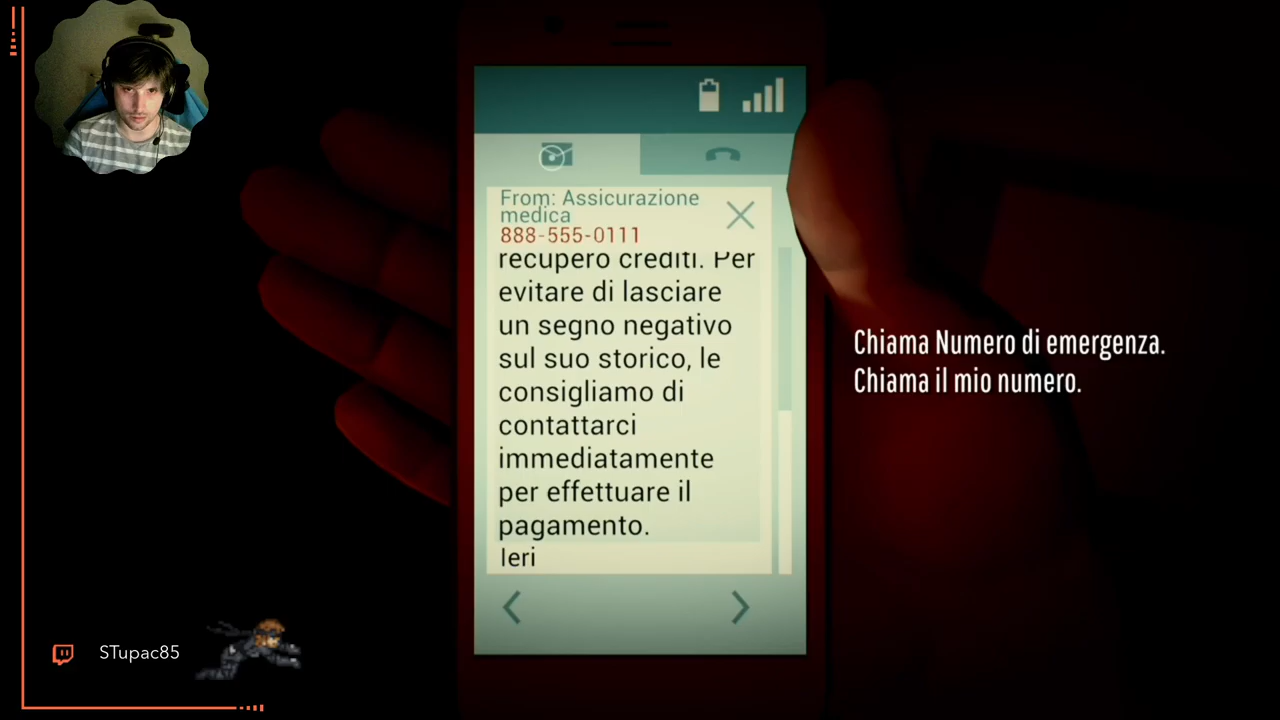 From: Assicurazione
medica
888-555-0111
recupero crediti. Per
evitare di lasciare
un segno negativo
sul suo storico, le
consigliamo di
contattarci
immediatamente
per effettuare il
pagamento.
Ieri
Chiama Numero di emergenza.
Chiama il mio numero.
STupac85